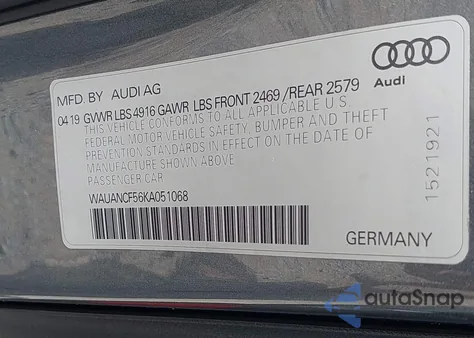 MFD. BY AUDI AG
04 19 GVWR LBS 4916 GAWR LBS FRONT 2469 /REAR 2579
THIS VEHICLE CONFORMS TO ALL APPLICABLE U.S.
FEDERAL MOTOR VEHICLE SAFETY, BUMPER AND THEFT
PREVENTION STANDARDS IN EFFECT ON THE DATE OF
MANUFACTURE SHOWN ABOVE.
PASSENGER CAR
WAUANCF56KA051068
Audi
1521921
GERMANY
autoSnap